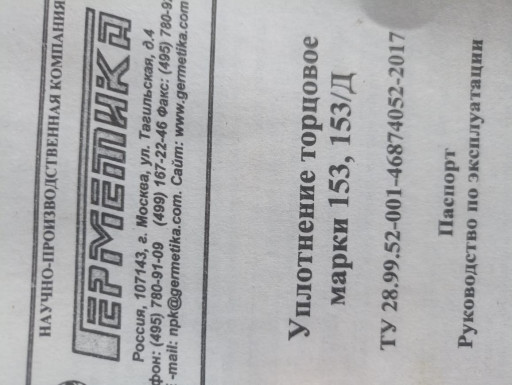 НАУЧНО-ПРОИЗВОДСТВЕННАЯ КОМПАНИЯ
ГЕРМЕТИКА
Россия, 107143, г. Москва, ул. Тагильская, д.4
фон: (495) 780-91-09 (499) 167-22-46 Факс: (495) 780-9
e-mail: npk@germetika.com. Сайт: www.germetika.com
Уплотнение торцовое
марки 153, 153/Д
ТУ 28.99.52-001-46874052-2017
Паспорт
Руководство по эксплуатации